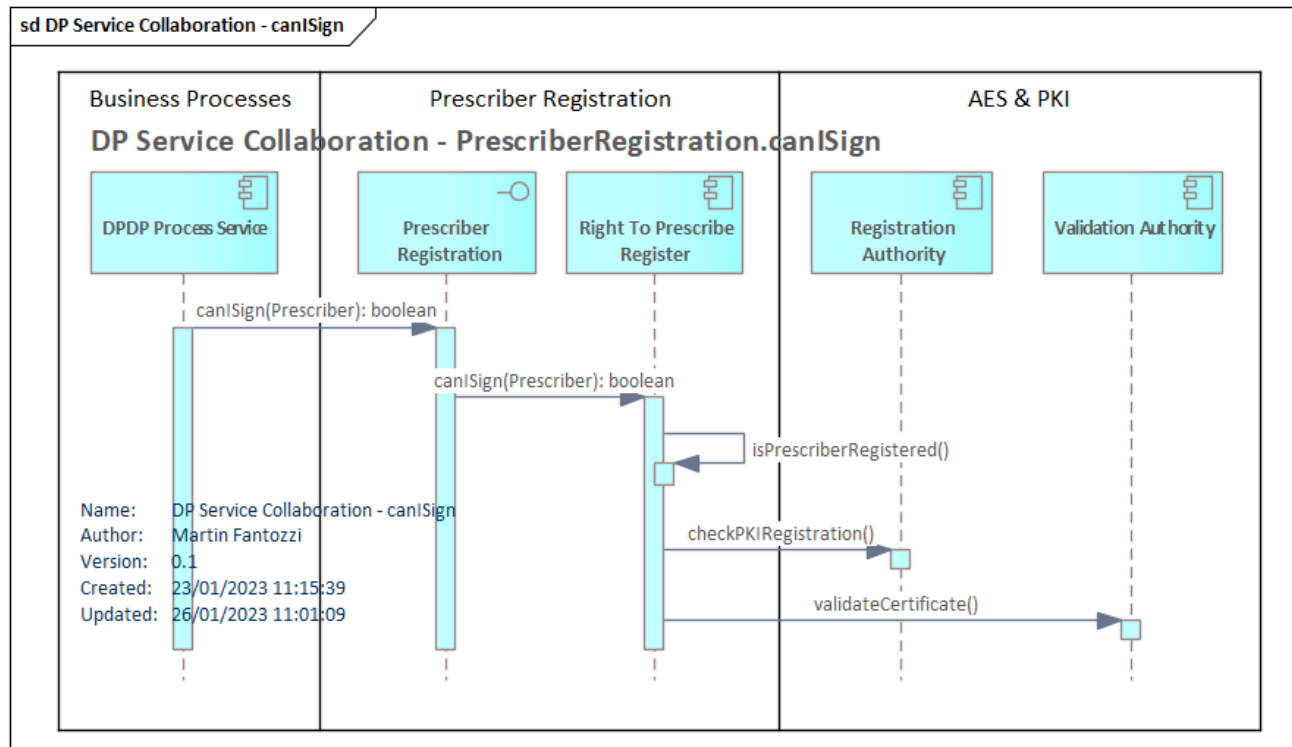 sd DP Service Collaboration - canISign
Business Processes
Prescriber Registration
AES & PKI
DP Service Collaboration - PrescriberRegistration.canISign
DPDP Process Service
Prescriber
Registration
Right To Prescribe
Register
Registration
Authority
Validation Authority
canISign(Prescriber): boolean
canISign(Prescriber): boolean
isPrescriberRegistered()
checkPKIRegistration()
validateCertificate()
Name: DP Service Collaboration - canISign
Author: Martin Fantozzi
Version: 0.1
Created: 23/01/2023 11:15:39
Updated: 26/01/2023 11:01:09